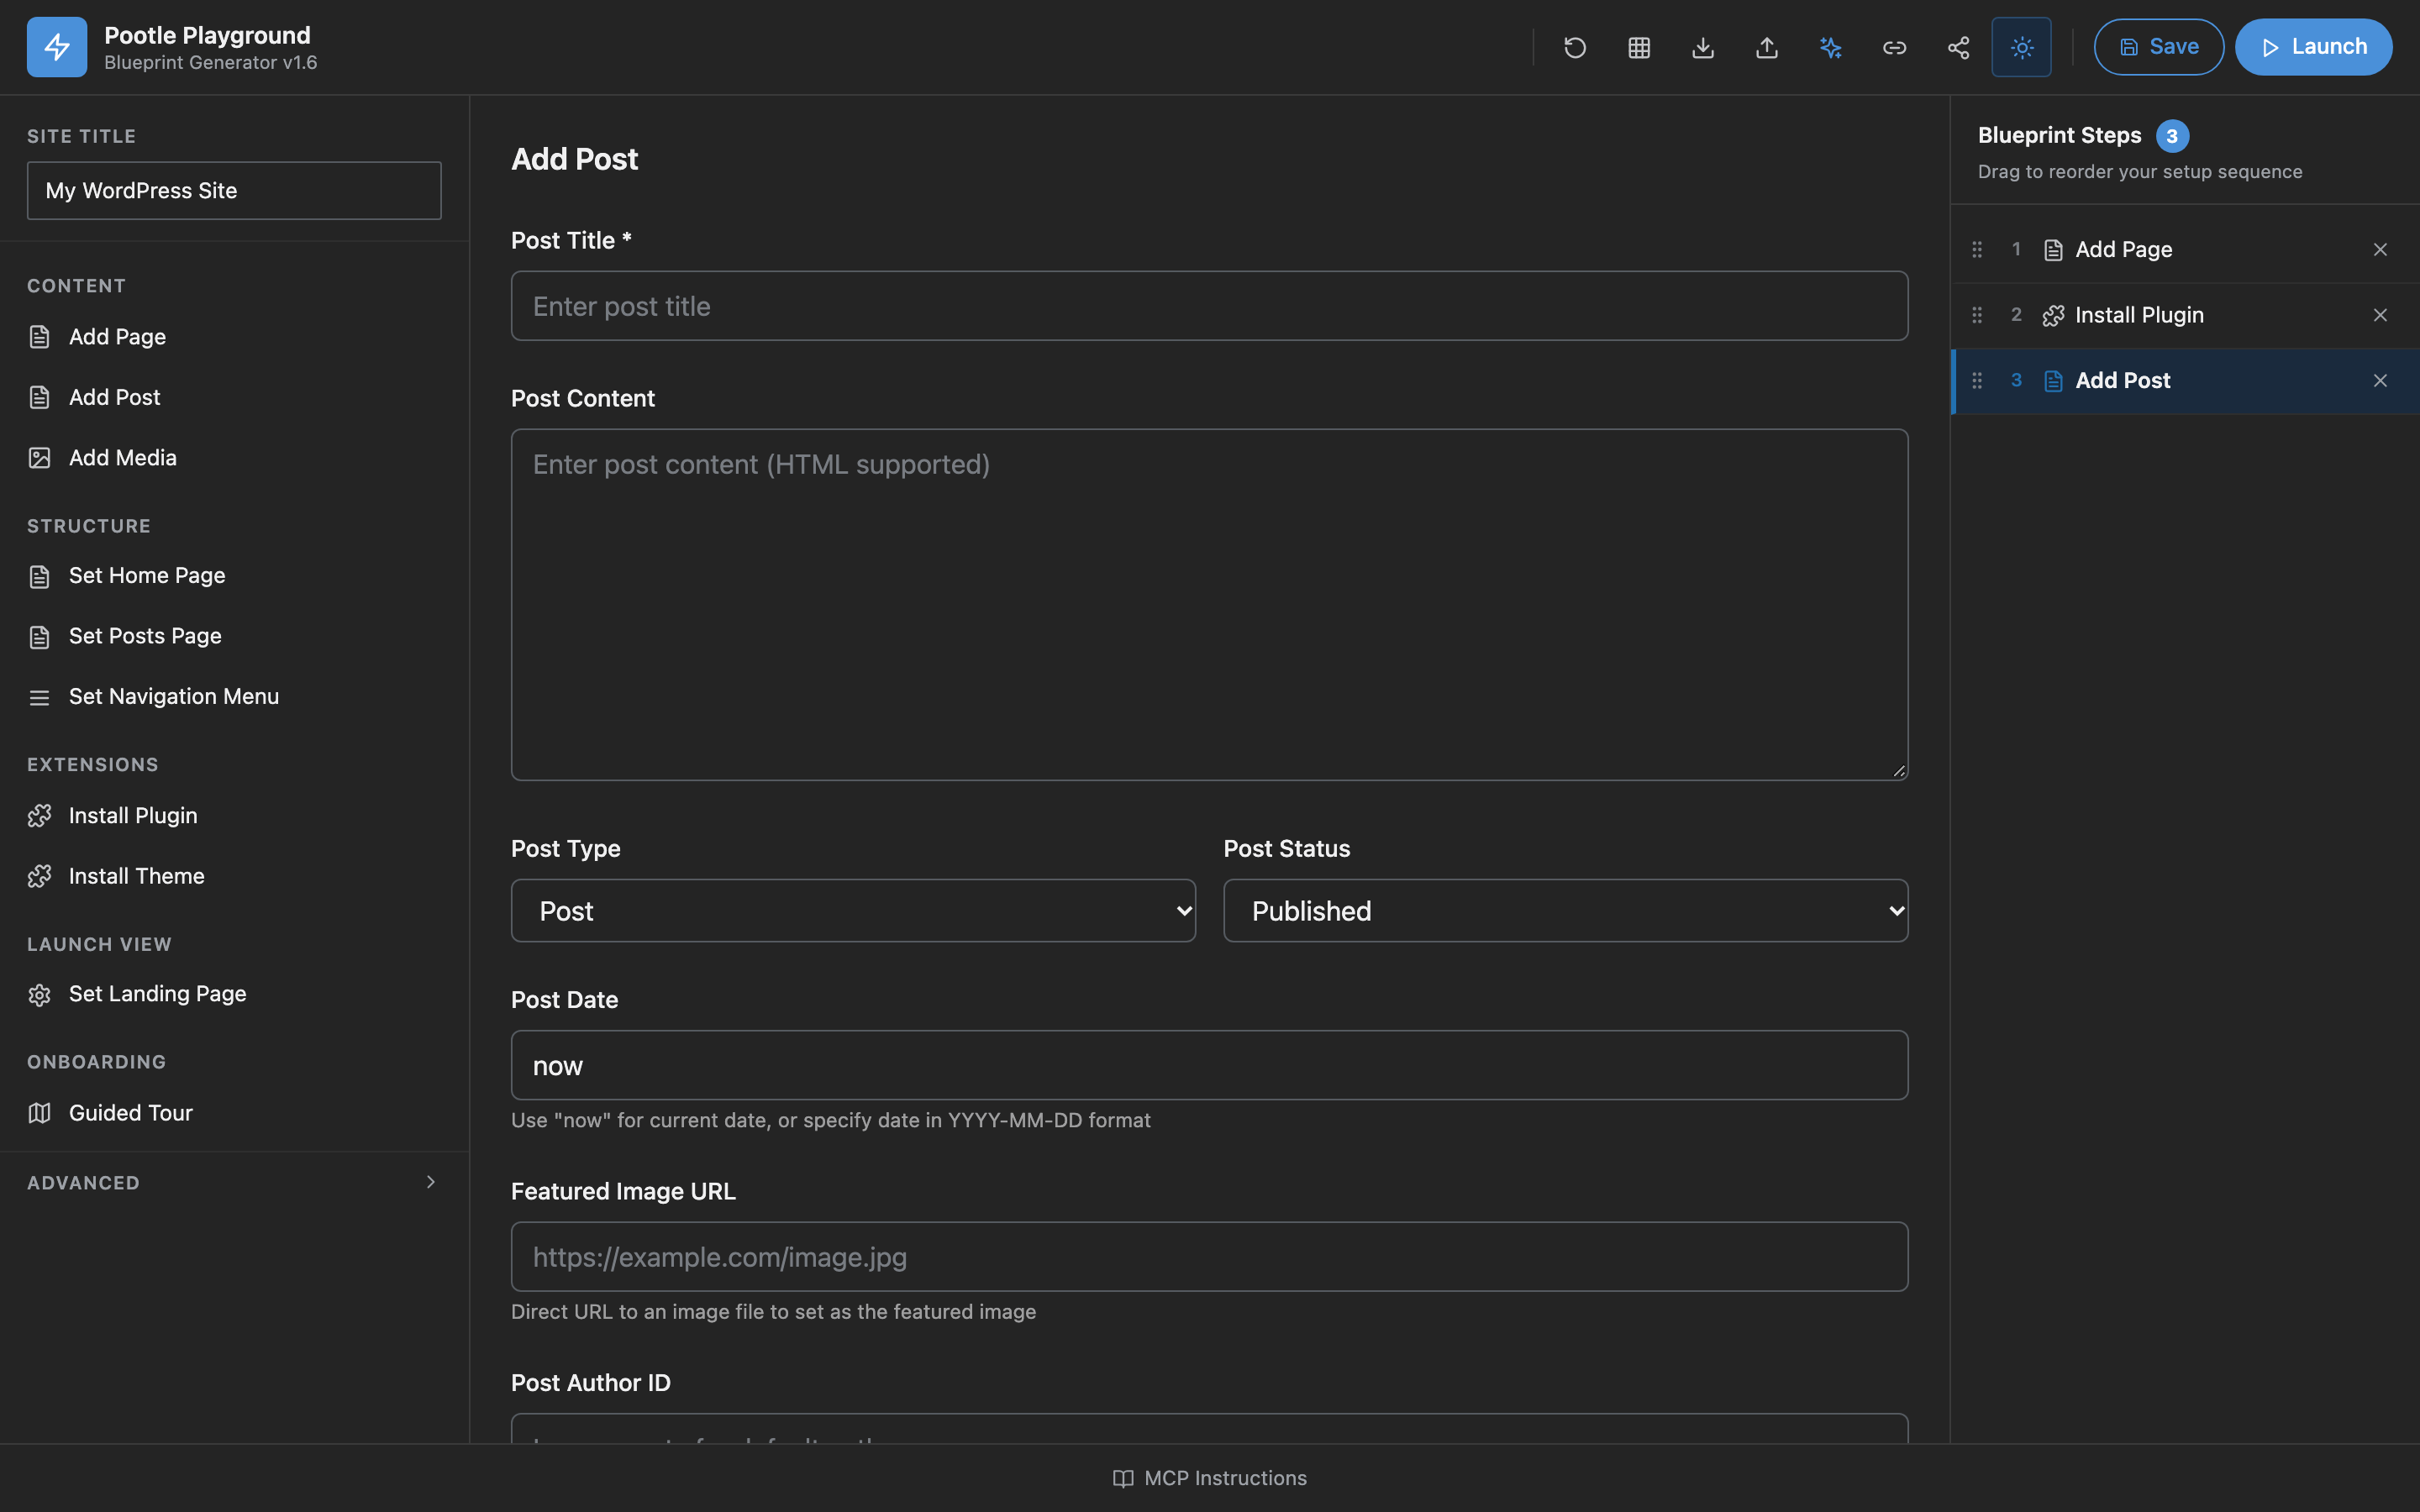 Pootle Playground
Blueprint Generator v1.6
Save
Launch
SITE TITLE
My WordPress Site
CONTENT
Add Page
Add Post
Add Media
STRUCTURE
Set Home Page
Set Posts Page
Set Navigation Menu
EXTENSIONS
Install Plugin
Install Theme
LAUNCH VIEW
Set Landing Page
ONBOARDING
Guided Tour
ADVANCED
Add Post
Post Title *
Enter post title
Post Content
Enter post content (HTML supported)
Post Type
Post
Post Status
Published
Post Date
now
Use "now" for current date, or specify date in YYYY-MM-DD format
Featured Image URL
https://example.com/image.jpg
Direct URL to an image file to set as the featured image
Post Author ID
Blueprint Steps 3
Drag to reorder your setup sequence
1 Add Page
2 Install Plugin
3 Add Post
MCP Instructions